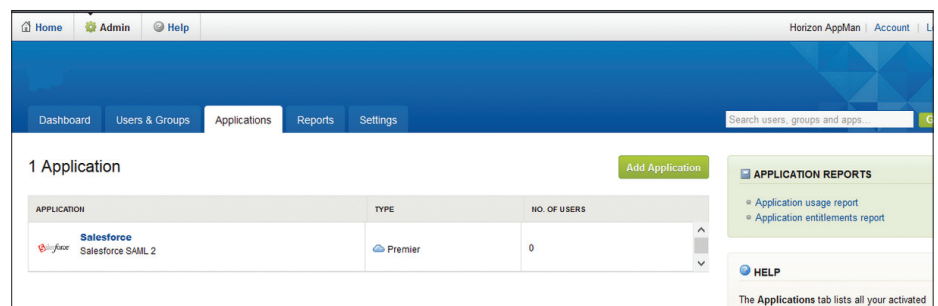 Home Admin Help Horizon AppMan | Account |
Dashboard Users & Groups Applications Reports Settings Search users, groups and apps...
1 Application Add Application
APPLICATION REPORTS
APPLICATION TYPE NO. OF USERS
Application usage report
Application entitlements report
Salesforce
Salesforce SAML 2 Premier 0
HELP
The Applications tab lists all your activated